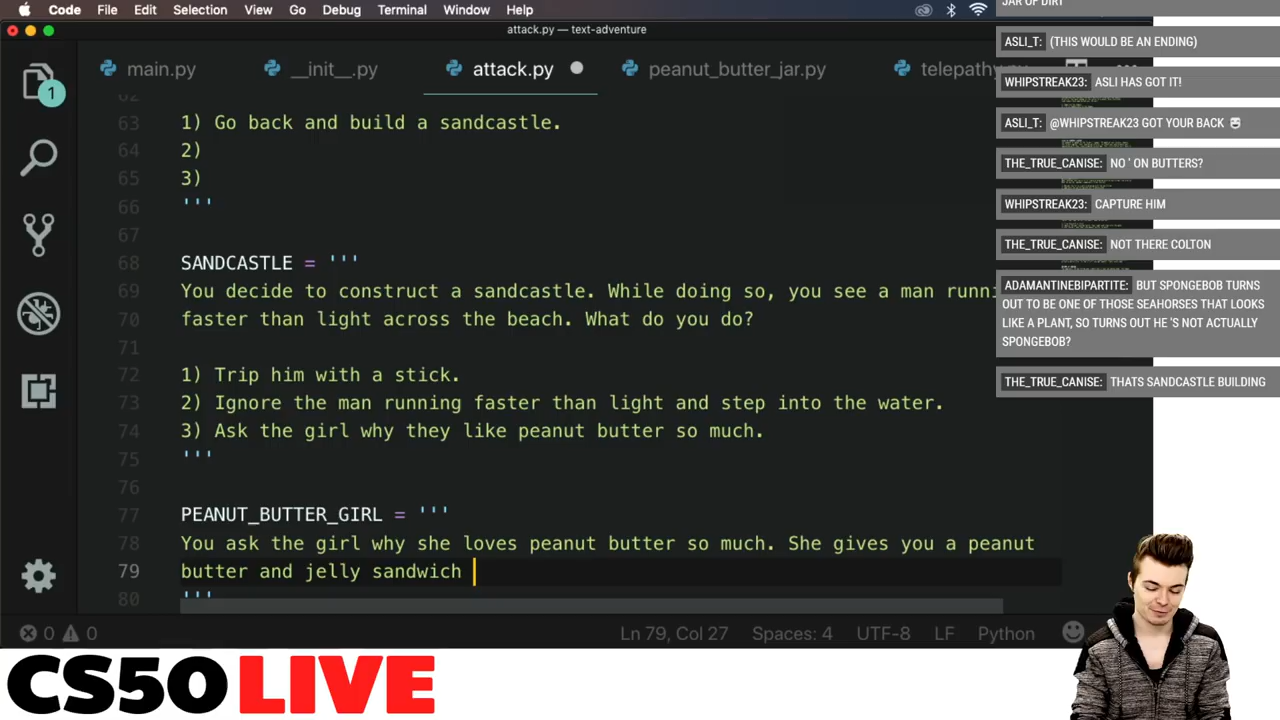 Code File Edit Selection View Go Debug Terminal Window Help
attack.py — text-adventure
main.py __init__.py attack.py peanut_butter_jar.py telepathy.py
1
62
63 1) Go back and build a sandcastle.
64 2)
65 3)
66 '''
67
68 SANDCASTLE = '''
69 You decide to construct a sandcastle. While doing so, you see a man runni
70 faster than light across the beach. What do you do?
71
72 1) Trip him with a stick.
73 2) Ignore the man running faster than light and step into the water.
74 3) Ask the girl why they like peanut butter so much.
75 '''
76
77 PEANUT_BUTTER_GIRL = '''
78 You ask the girl why she loves peanut butter so much. She gives you a peanut
79 butter and jelly sandwich
80 '''
0 0 Ln 79, Col 27 Spaces: 4 UTF-8 LF Python
JAR OF DIRT
ASLI_T: (THIS WOULD BE AN ENDING)
WHIPSTREAK23: ASLI HAS GOT IT!
ASLI_T: @WHIPSTREAK23 GOT YOUR BACK
THE_TRUE_CANISE: NO ' ON BUTTERS?
WHIPSTREAK23: CAPTURE HIM
THE_TRUE_CANISE: NOT THERE COLTON
ADAMANTINEBIPARTITE: BUT SPONGEBOB TURNS
OUT TO BE ONE OF THOSE SEAHORSES THAT LOOKS
LIKE A PLANT, SO TURNS OUT HE 'S NOT ACTUALLY
SPONGEBOB?
THE_TRUE_CANISE: THATS SANDCASTLE BUILDING
CS50 LIVE